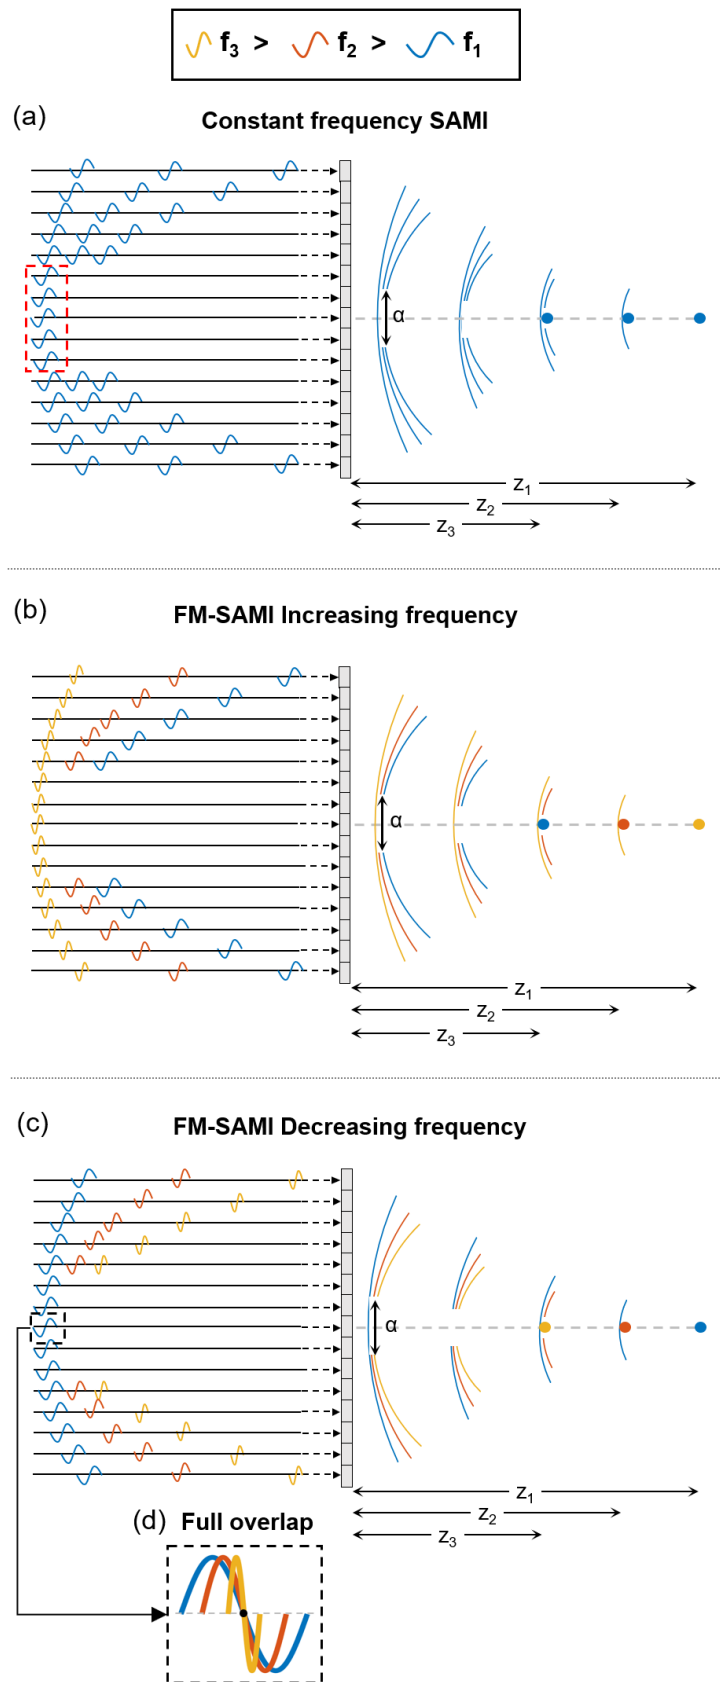 f3 > f2 > f1
(a)
Constant frequency SAMI
α
z1
z2
z3
(b)
FM-SAMI Increasing frequency
α
z1
z2
z3
(c)
FM-SAMI Decreasing frequency
α
z1
z2
z3
(d) Full overlap